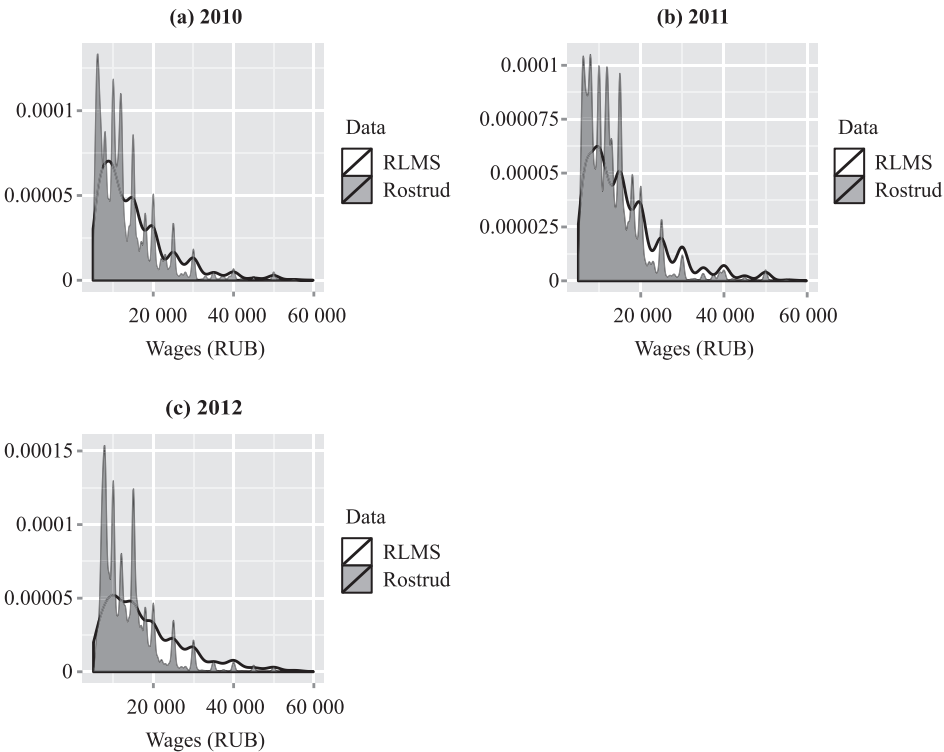 (a) 2010
0.0001
0.00005
0
20 000 40 000 60 000
Wages (RUB)
Data
RLMS
Rostrud
(b) 2011
0.0001
0.000075
0.00005
0.000025
0
20 000 40 000 60 000
Wages (RUB)
Data
RLMS
Rostrud
(c) 2012
0.00015
0.0001
0.00005
0
20 000 40 000 60 000
Wages (RUB)
Data
RLMS
Rostrud